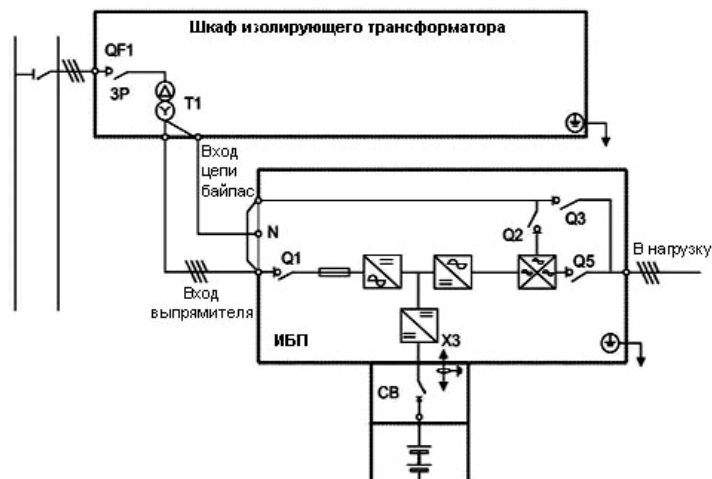 Шкаф изолирующего трансформатора
QF1
3P
T1
Вход
цепи
байпас
N
Q1
Q2
Q3
Q5
В нагрузку
Вход
выпрямителя
ИБП
X3
CB